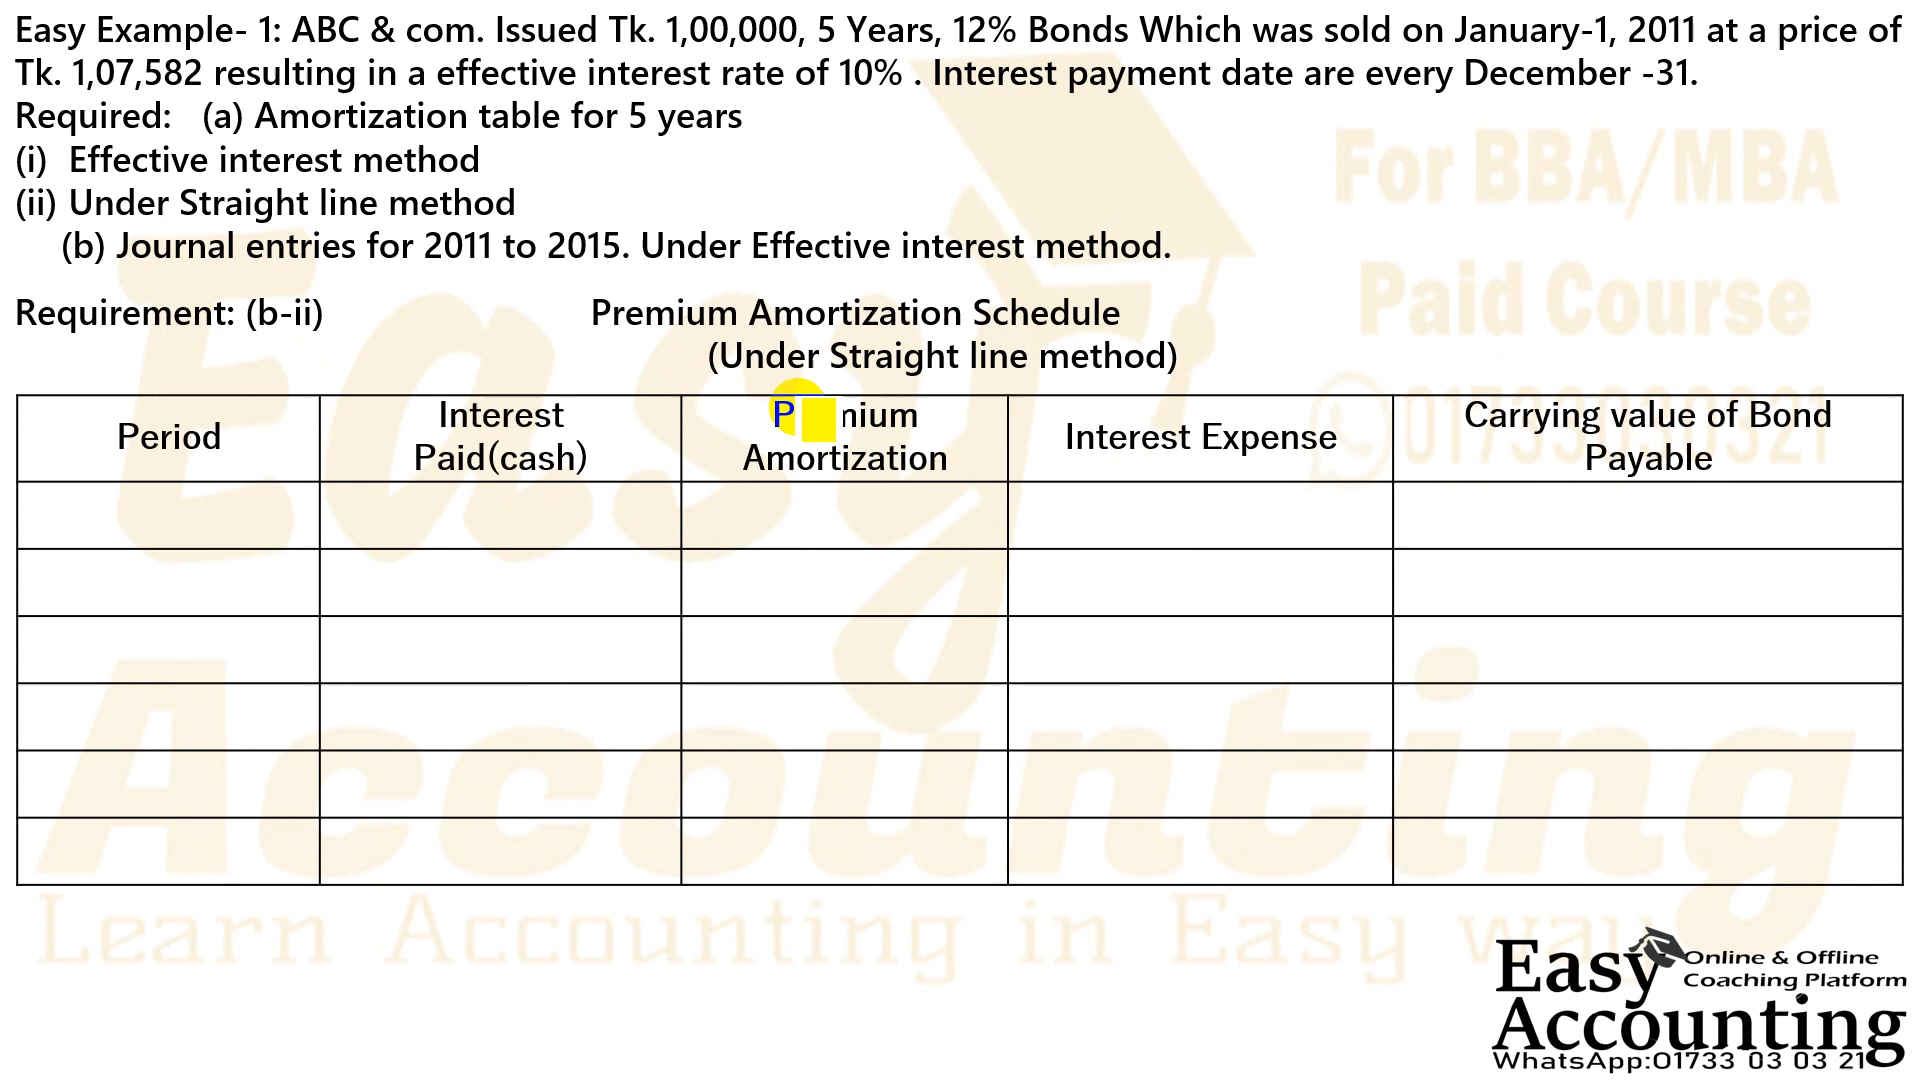 Easy Example- 1: ABC & com. Issued Tk. 1,00,000, 5 Years, 12% Bonds Which was sold on January-1, 2011 at a price of
Tk. 1,07,582 resulting in a effective interest rate of 10% . Interest payment date are every December -31.
Required: (a) Amortization table for 5 years
(i) Effective interest method
(ii) Under Straight line method
(b) Journal entries for 2011 to 2015. Under Effective interest method.
Requirement: (b-ii) Premium Amortization Schedule
(Under Straight line method)
Period
Interest
Paid(cash)
P nium
Amortization
Interest Expense
Carrying value of Bond
Payable
For BBA/MBA
Paid Course
01733030321
Easy
Accounting
Learn Accounting in Easy way
Easy
Online & Offline
Coaching Platform
Accounting
WhatsApp:01733 03 03 21